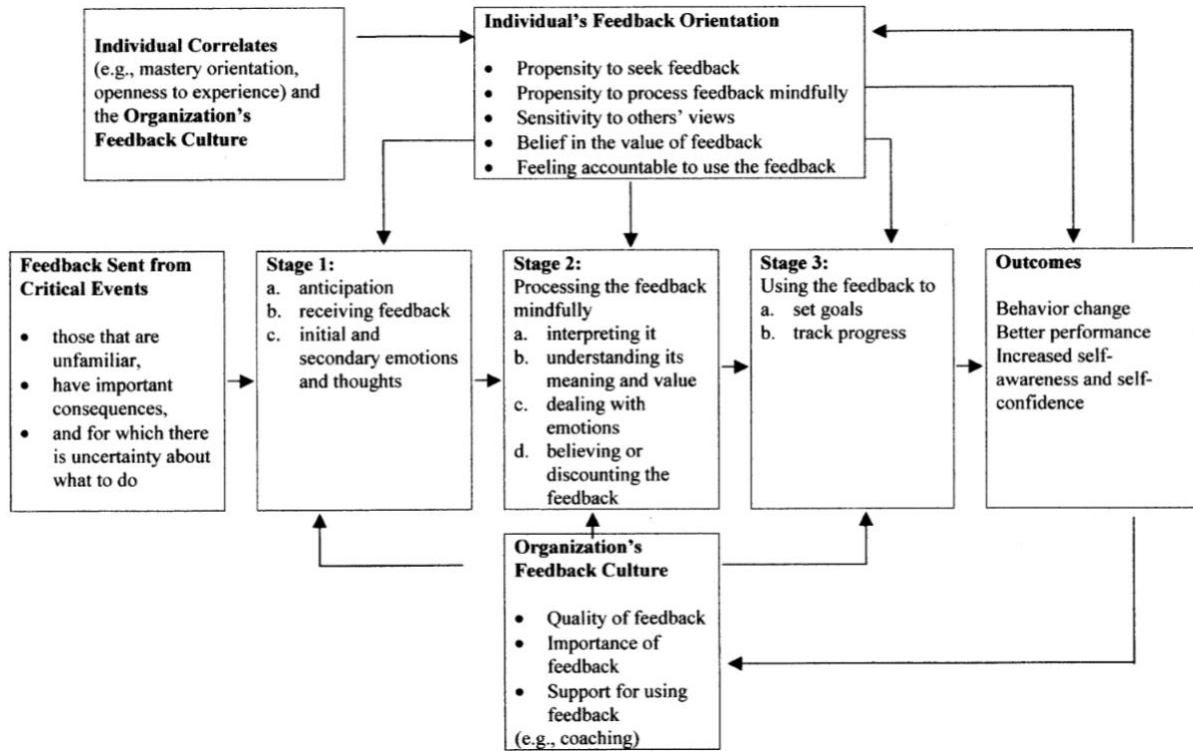 Individual Correlates
(e.g., mastery orientation,
openness to experience) and
the Organization's
Feedback Culture
Individual's Feedback Orientation
• Propensity to seek feedback
• Propensity to process feedback mindfully
• Sensitivity to others' views
• Belief in the value of feedback
• Feeling accountable to use the feedback
Feedback Sent from
Critical Events
• those that are
unfamiliar,
• have important
consequences,
• and for which there
is uncertainty about
what to do
Stage 1:
a. anticipation
b. receiving feedback
c. initial and
secondary emotions
and thoughts
Stage 2:
Processing the feedback
mindfully
a. interpreting it
b. understanding its
meaning and value
c. dealing with
emotions
d. believing or
discounting the
feedback
Stage 3:
Using the feedback to
a. set goals
b. track progress
Outcomes
Behavior change
Better performance
Increased self-
awareness and self-
confidence
Organization's
Feedback Culture
• Quality of feedback
• Importance of
feedback
• Support for using
feedback
(e.g., coaching)